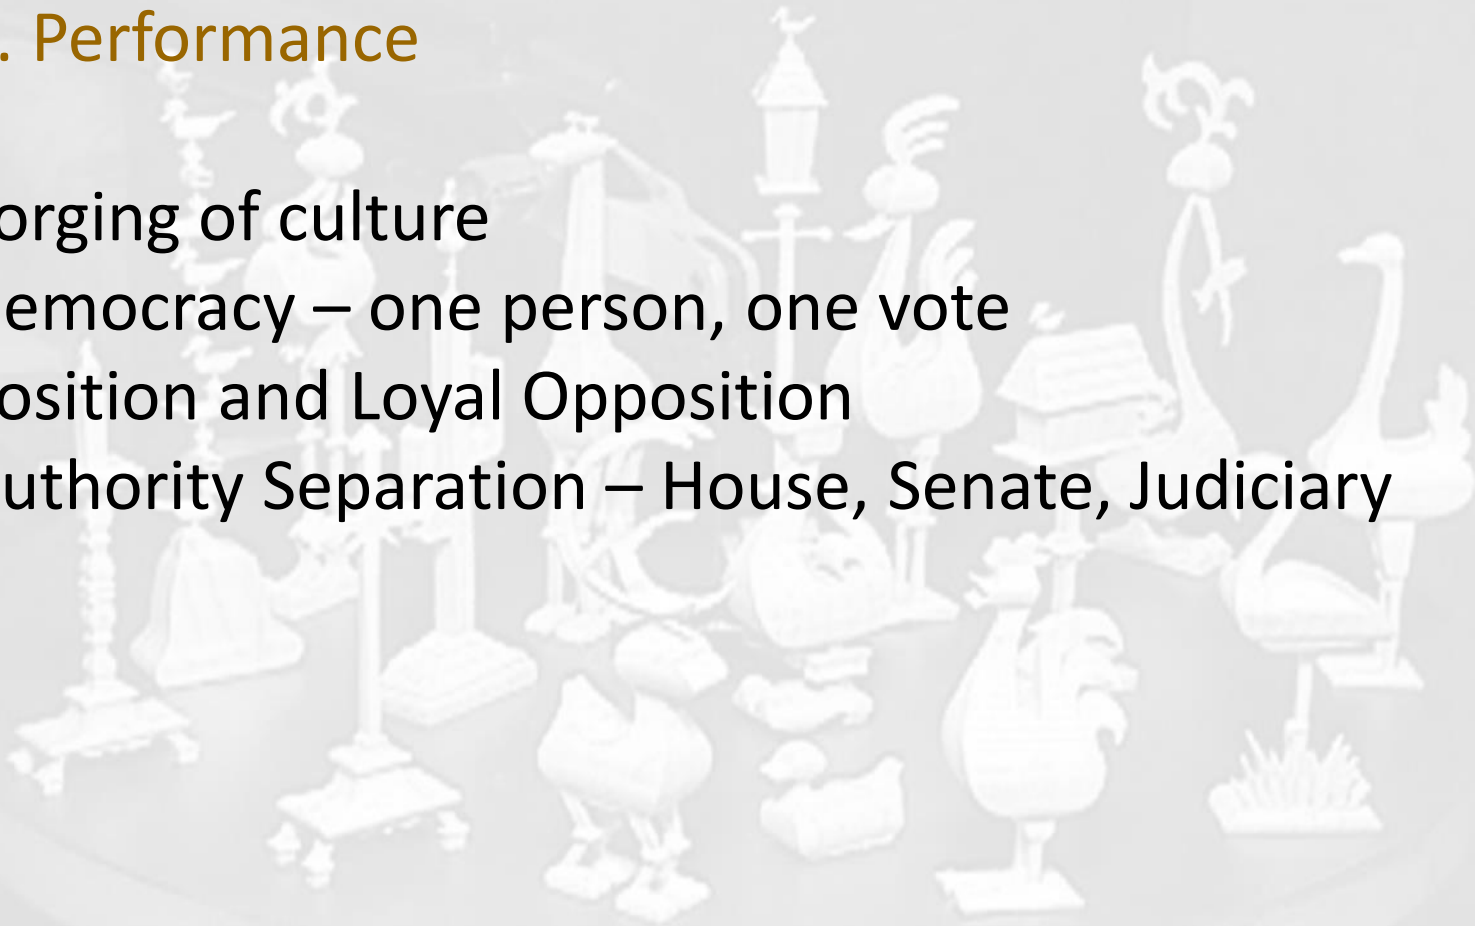 . Performance
orging of culture
emocracy – one person, one vote
osition and Loyal Opposition
uthority Separation – House, Senate, Judiciary